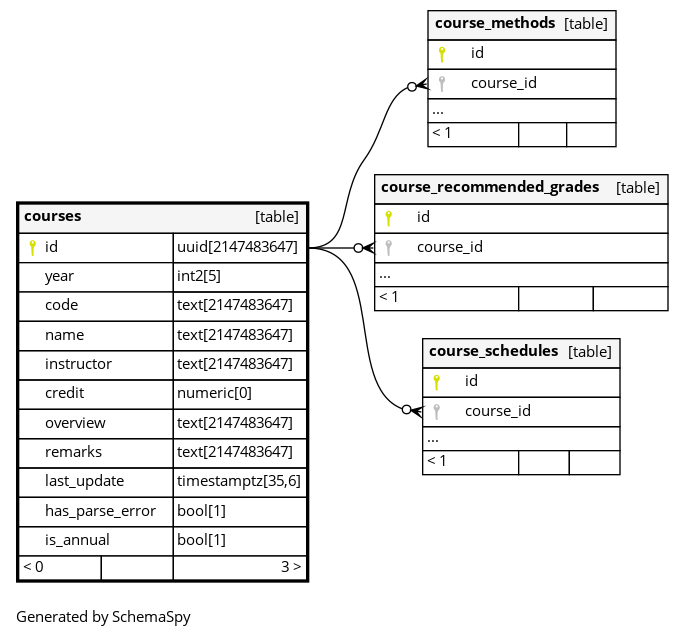 course_methods [table]
id
course_id
...
< 1
course_recommended_grades [table]
id
course_id
...
< 1
courses [table]
id uuid[2147483647]
year int2[5]
code text[2147483647]
name text[2147483647]
instructor text[2147483647]
credit numeric[0]
overview text[2147483647]
remarks text[2147483647]
last_update timestamptz[35,6]
has_parse_error bool[1]
is_annual bool[1]
< 0 3 >
course_schedules [table]
id
course_id
...
< 1
Generated by SchemaSpy